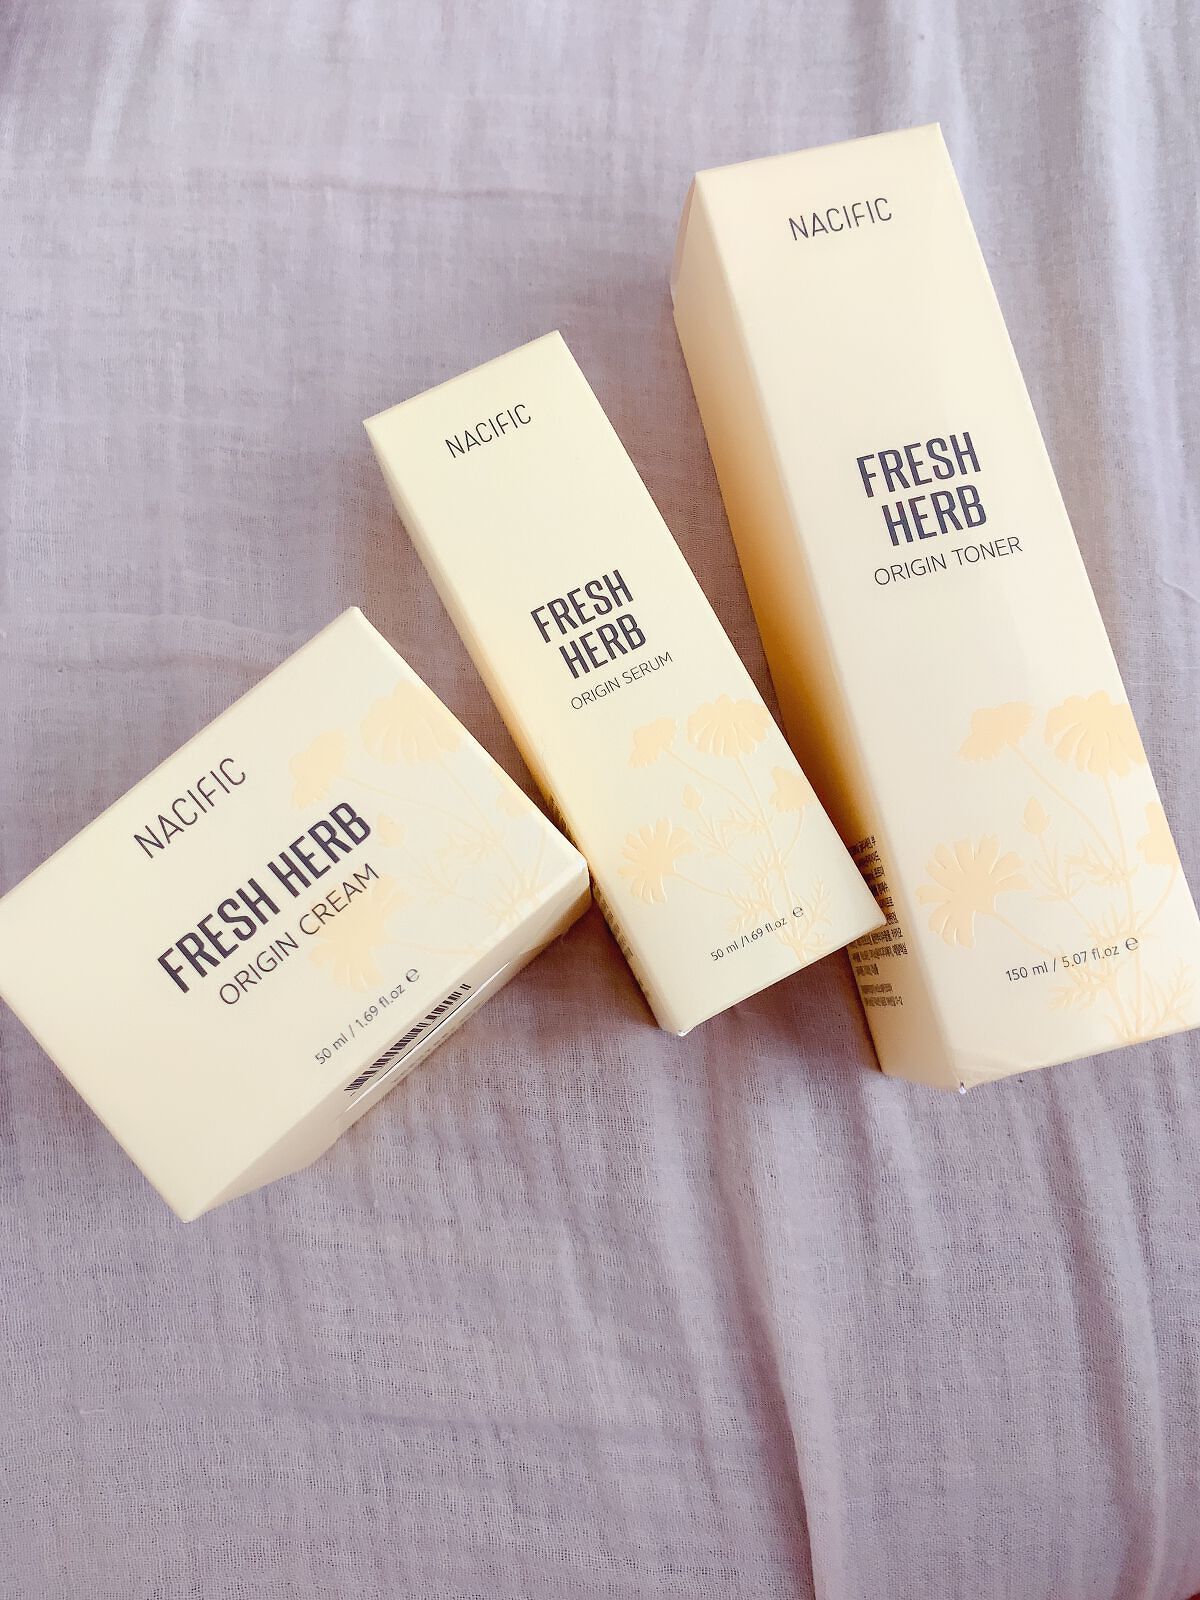 NACIFIC
FRESH HERB
ORIGIN CREAM
50 ml / 1.69 fl.oz e
NACIFIC
FRESH
HERB
ORIGIN SERUM
50 ml /1.69 fl.oz e
NACIFIC
FRESH
HERB
ORIGIN TONER
150 ml / 5.07 fl.oz e